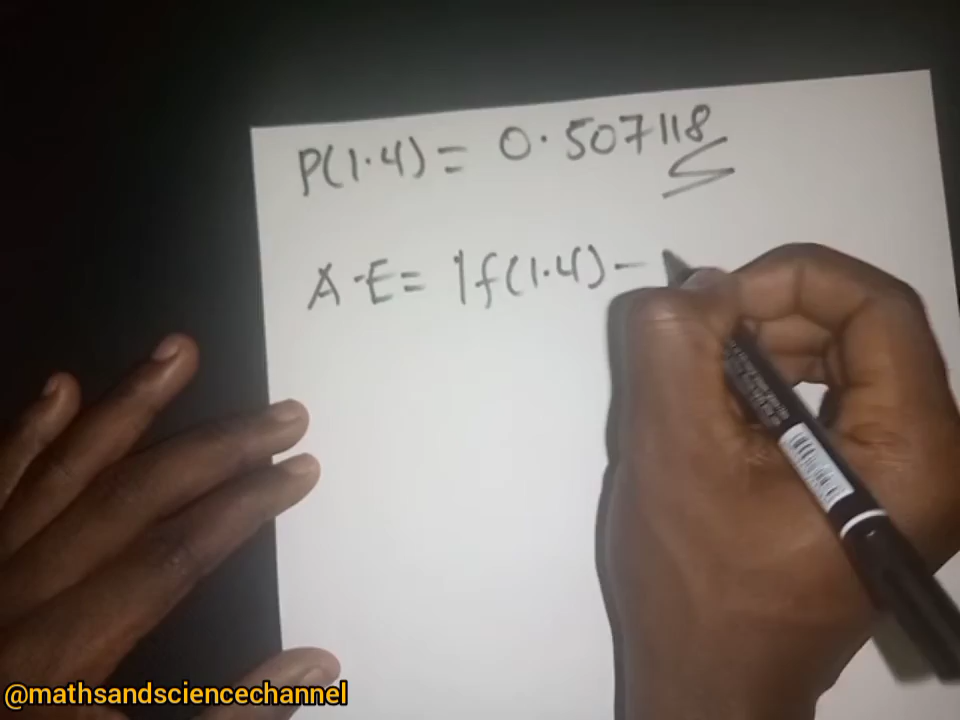 P(1.4) = 0.507118
A.E = |f(1.4) -
@mathsandsciencechannel